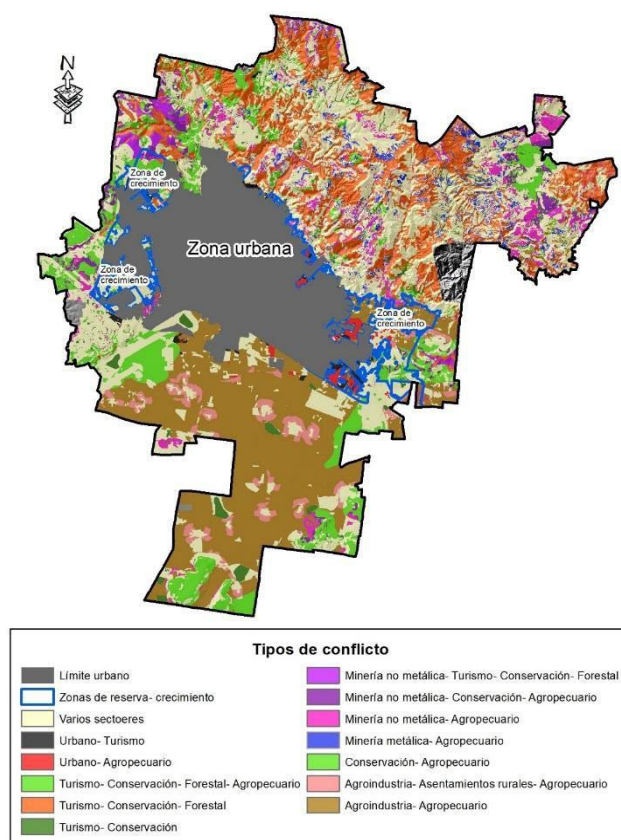 N
Zona de
crecimiento
Zona urbana
Zona de
crecimiento
Zona de
crecimiento
Tipos de conflicto
Límite urbano
Zonas de reserva- crecimiento
Varios sectoeres
Urbano- Turismo
Urbano- Agropecuario
Turismo- Conservación- Forestal- Agropecuario
Turismo- Conservación- Forestal
Turismo- Conservación
Minería no metálica- Turismo- Conservación- Forestal
Minería no metálica- Conservación- Agropecuario
Minería no metálica- Agropecuario
Minería metálica- Agropecuario
Conservación- Agropecuario
Agroindustria- Asentamientos rurales- Agropecuario
Agroindustria- Agropecuario